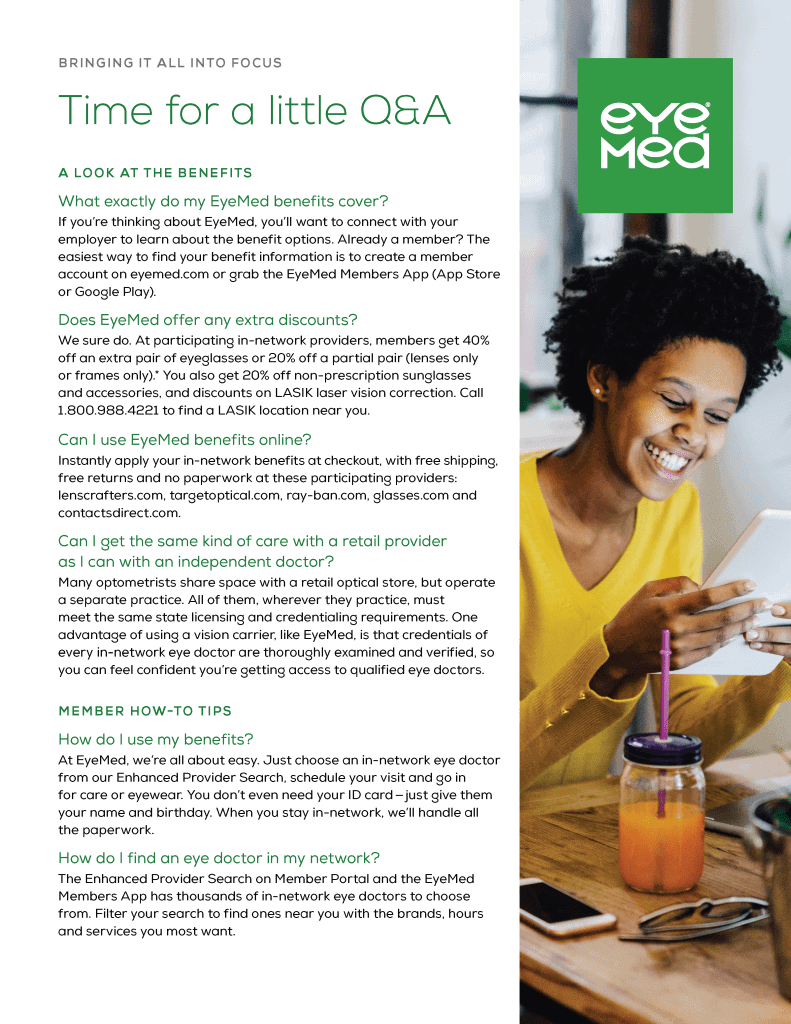 BRINGING IT ALL INTO FOCUS
Time for a little Q&A
eye®
med
A LOOK AT THE BENEFITS
What exactly do my EyeMed benefits cover?
If you’re thinking about EyeMed, you’ll want to connect with your
employer to learn about the benefit options. Already a member? The
easiest way to find your benefit information is to create a member
account on eyemed.com or grab the EyeMed Members App (App Store
or Google Play).
Does EyeMed offer any extra discounts?
We sure do. At participating in-network providers, members get 40%
off an extra pair of eyeglasses or 20% off a partial pair (lenses only
or frames only).* You also get 20% off non-prescription sunglasses
and accessories, and discounts on LASIK laser vision correction. Call
1.800.988.4221 to find a LASIK location near you.
Can I use EyeMed benefits online?
Instantly apply your in-network benefits at checkout, with free shipping,
free returns and no paperwork at these participating providers:
lenscrafters.com, targetoptical.com, ray-ban.com, glasses.com and
contactsdirect.com.
Can I get the same kind of care with a retail provider
as I can with an independent doctor?
Many optometrists share space with a retail optical store, but operate
a separate practice. All of them, wherever they practice, must
meet the same state licensing and credentialing requirements. One
advantage of using a vision carrier, like EyeMed, is that credentials of
every in-network eye doctor are thoroughly examined and verified, so
you can feel confident you’re getting access to qualified eye doctors.
MEMBER HOW-TO TIPS
How do I use my benefits?
At EyeMed, we’re all about easy. Just choose an in-network eye doctor
from our Enhanced Provider Search, schedule your visit and go in
for care or eyewear. You don’t even need your ID card — just give them
your name and birthday. When you stay in-network, we’ll handle all
the paperwork.
How do I find an eye doctor in my network?
The Enhanced Provider Search on Member Portal and the EyeMed
Members App has thousands of in-network eye doctors to choose
from. Filter your search to find ones near you with the brands, hours
and services you most want.